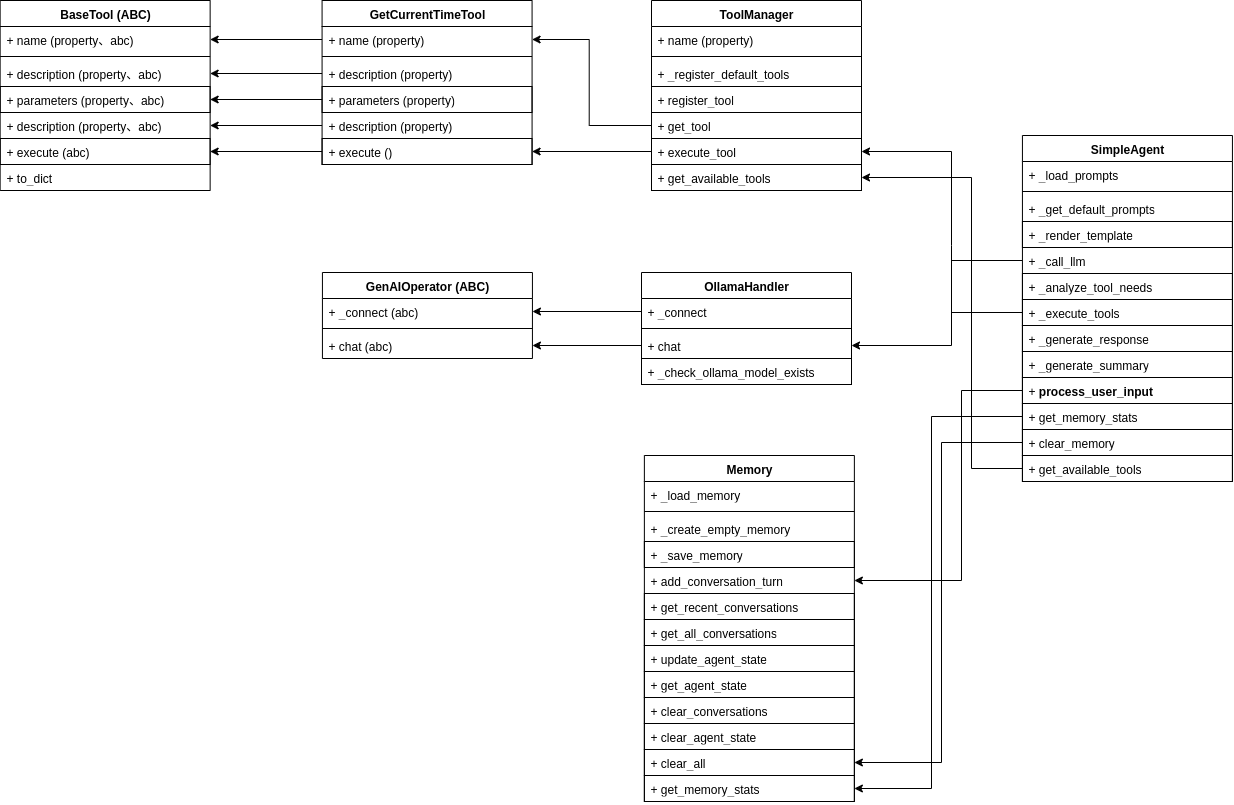 BaseTool (ABC)
+ name (property、abc)
+ description (property、abc)
+ parameters (property、abc)
+ description (property、abc)
+ execute (abc)
+ to_dict
GetCurrentTimeTool
+ name (property)
+ description (property)
+ parameters (property)
+ description (property)
+ execute ()
ToolManager
+ name (property)
+ _register_default_tools
+ register_tool
+ get_tool
+ execute_tool
+ get_available_tools
SimpleAgent
+ _load_prompts
+ _get_default_prompts
+ _render_template
+ _call_llm
+ _analyze_tool_needs
+ _execute_tools
+ _generate_response
+ _generate_summary
+ process_user_input
+ get_memory_stats
+ clear_memory
+ get_available_tools
GenAIOperator (ABC)
+ _connect (abc)
+ chat (abc)
OllamaHandler
+ _connect
+ chat
+ _check_ollama_model_exists
Memory
+ _load_memory
+ _create_empty_memory
+ _save_memory
+ add_conversation_turn
+ get_recent_conversations
+ get_all_conversations
+ update_agent_state
+ get_agent_state
+ clear_conversations
+ clear_agent_state
+ clear_all
+ get_memory_stats